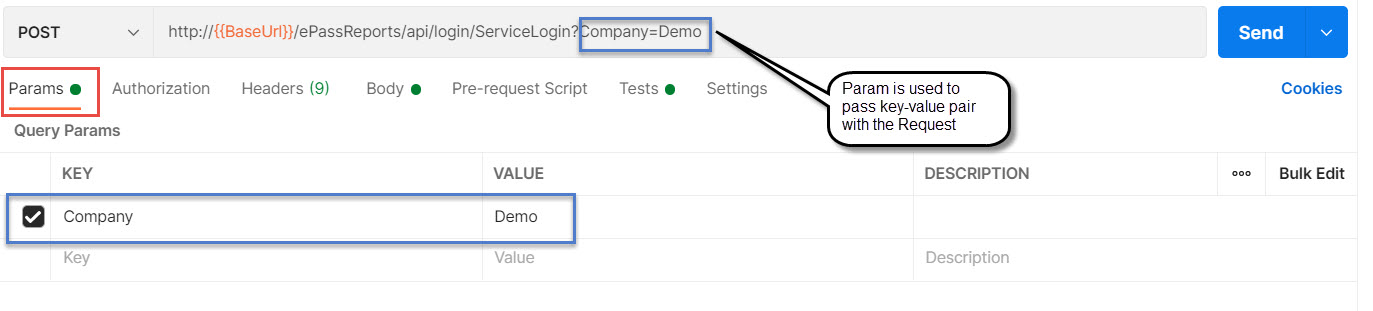 POST http://{{BaseUrl}}/ePassReports/api/login/ServiceLogin?Company=Demo Send
Params Authorization Headers (9) Body Pre-request Script Tests Settings Cookies
Param is used to
pass key-value pair
with the Request
Query Params
KEY VALUE DESCRIPTION Bulk Edit
Company Demo
Key Value Description